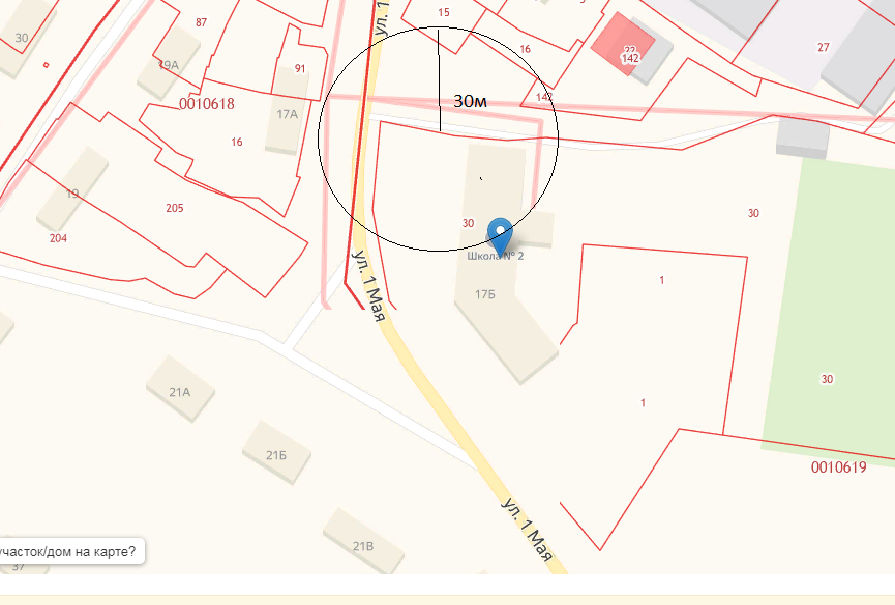 15
ул. 1
87
30
16
27
22
142
19А
91
142
30м
0010618
17А
16
19
205
30
30
204
Школа № 2
ул. 1 Мая
1
17Б
30
21А
1
21Б
0010619
ул. 1 Мая
21В
участок/дом на карте?
37